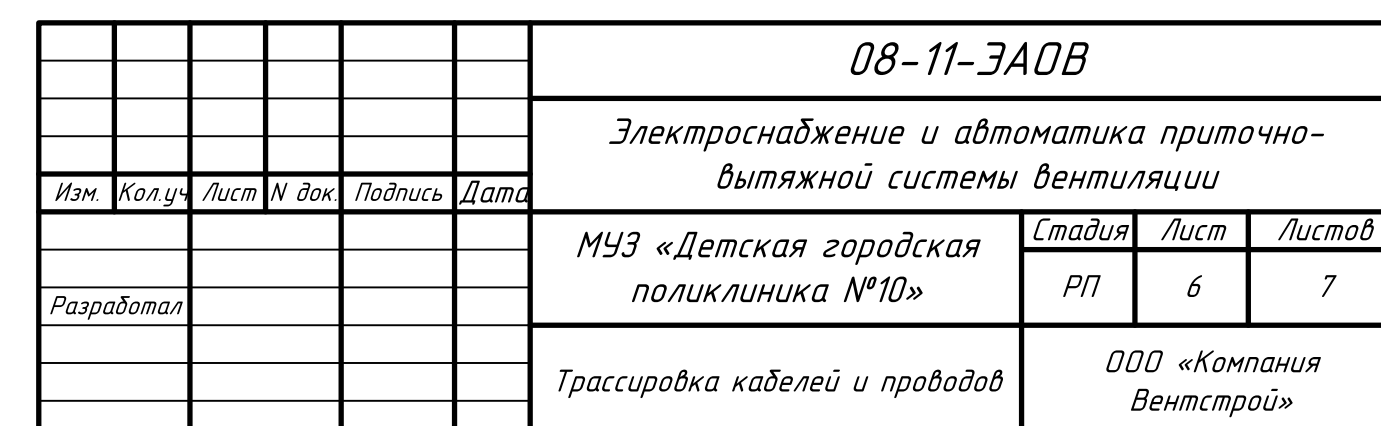 08-11-ЭАОВ
Электроснабжение и автоматика приточно-
вытяжной системы вентиляции
Изм. Кол.уч Лист N док. Подпись Дата
МУЗ «Детская городская
поликлиника №10»
Стадия Лист Листов
РП 6 7
Разработал
Трассировка кабелей и проводов
ООО «Компания
Вентстрой»